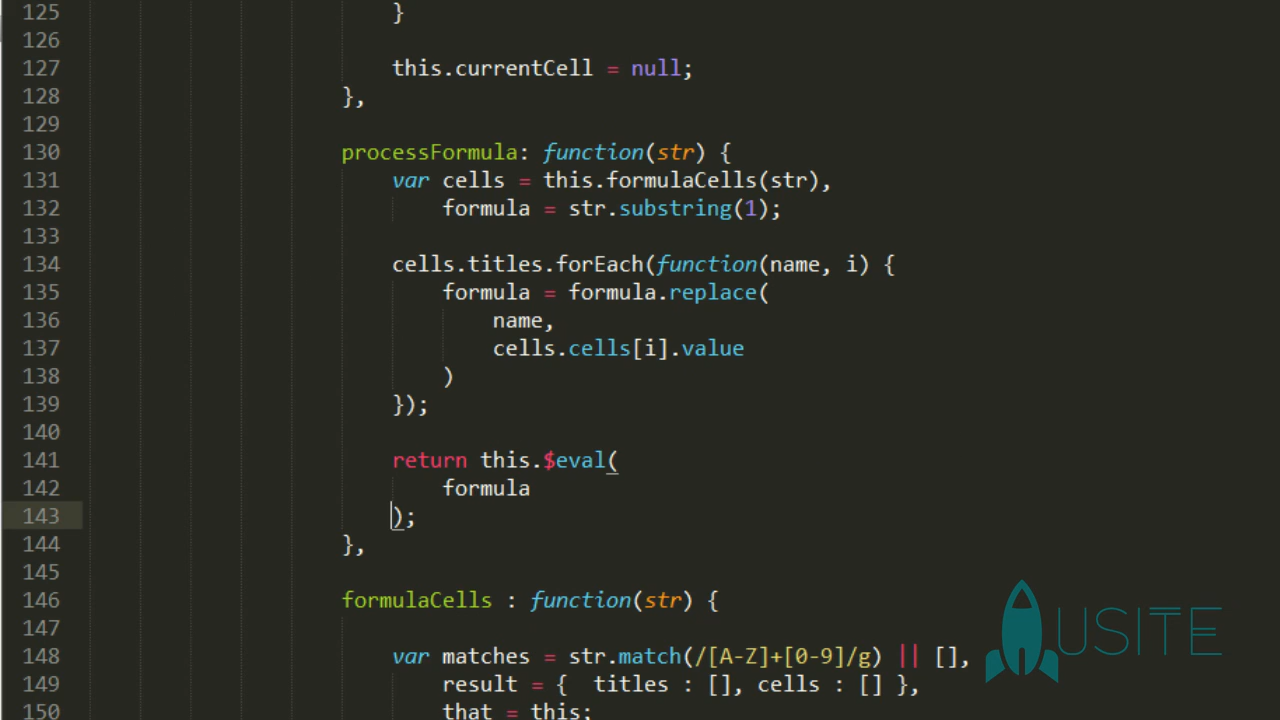 125 }
126
127 this.currentCell = null;
128 },
129
130 processFormula: function(str) {
131 var cells = this.formulaCells(str),
132 formula = str.substring(1);
133
134 cells.titles.forEach(function(name, i) {
135 formula = formula.replace(
136 name,
137 cells.cells[i].value
138 )
139 });
140
141 return this.$eval(
142 formula
143 );
144 },
145
146 formulaCells : function(str) {
147
148 var matches = str.match(/[A-Z]+[0-9]/g) || [],
149 result = {  titles : [], cells : [] },
150 that = this;
USITE